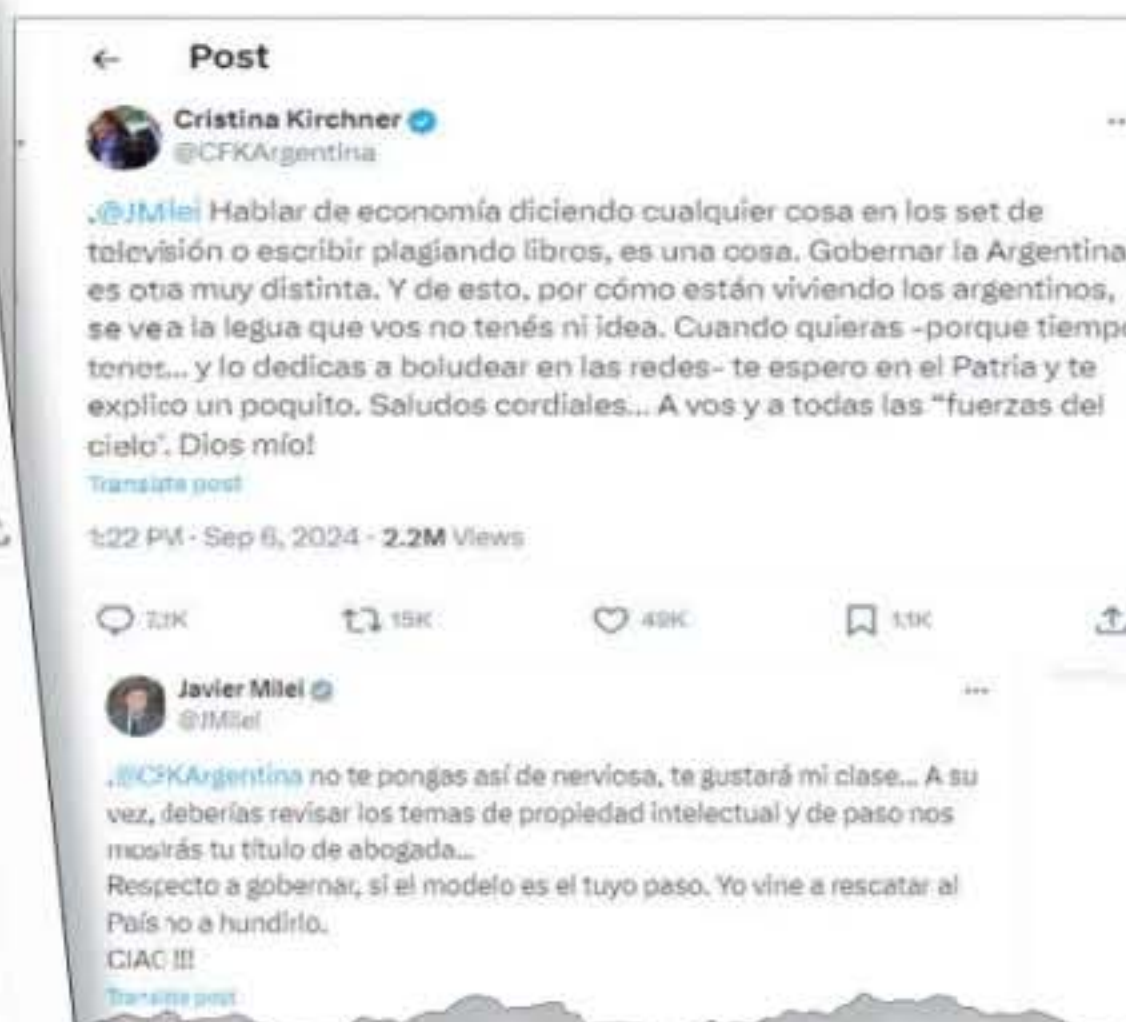 Post
Cristina Kirchner
@CFKArgentina
.@JMilei Hablar de economía diciendo cualquier cosa en los set de
televisión o escribir plagiando libros, es una cosa. Gobernar la Argentina
es otra muy distinta. Y de esto, por cómo están viviendo los argentinos,
se ve a la legua que vos no tenés ni idea. Cuando quieras -porque tiempo
tenes... y lo dedicas a boludear en las redes- te espero en el Patria y te
explico un poquito. Saludos cordiales... A vos y a todas las "fuerzas del
cielo". Dios mío!
Translate post
1:22 PM · Sep 6, 2024 · 2.2M Views
15K 49K
Javier Milei
@JMilei
.@CFKArgentina no te pongas así de nerviosa, te gustará mi clase... A su
vez, deberías revisar los temas de propiedad intelectual y de paso nos
mostrás tu título de abogada...
Respecto a gobernar, si el modelo es el tuyo paso. Yo vine a rescatar al
País no a hundirlo.
CIAO !!!
Translate post